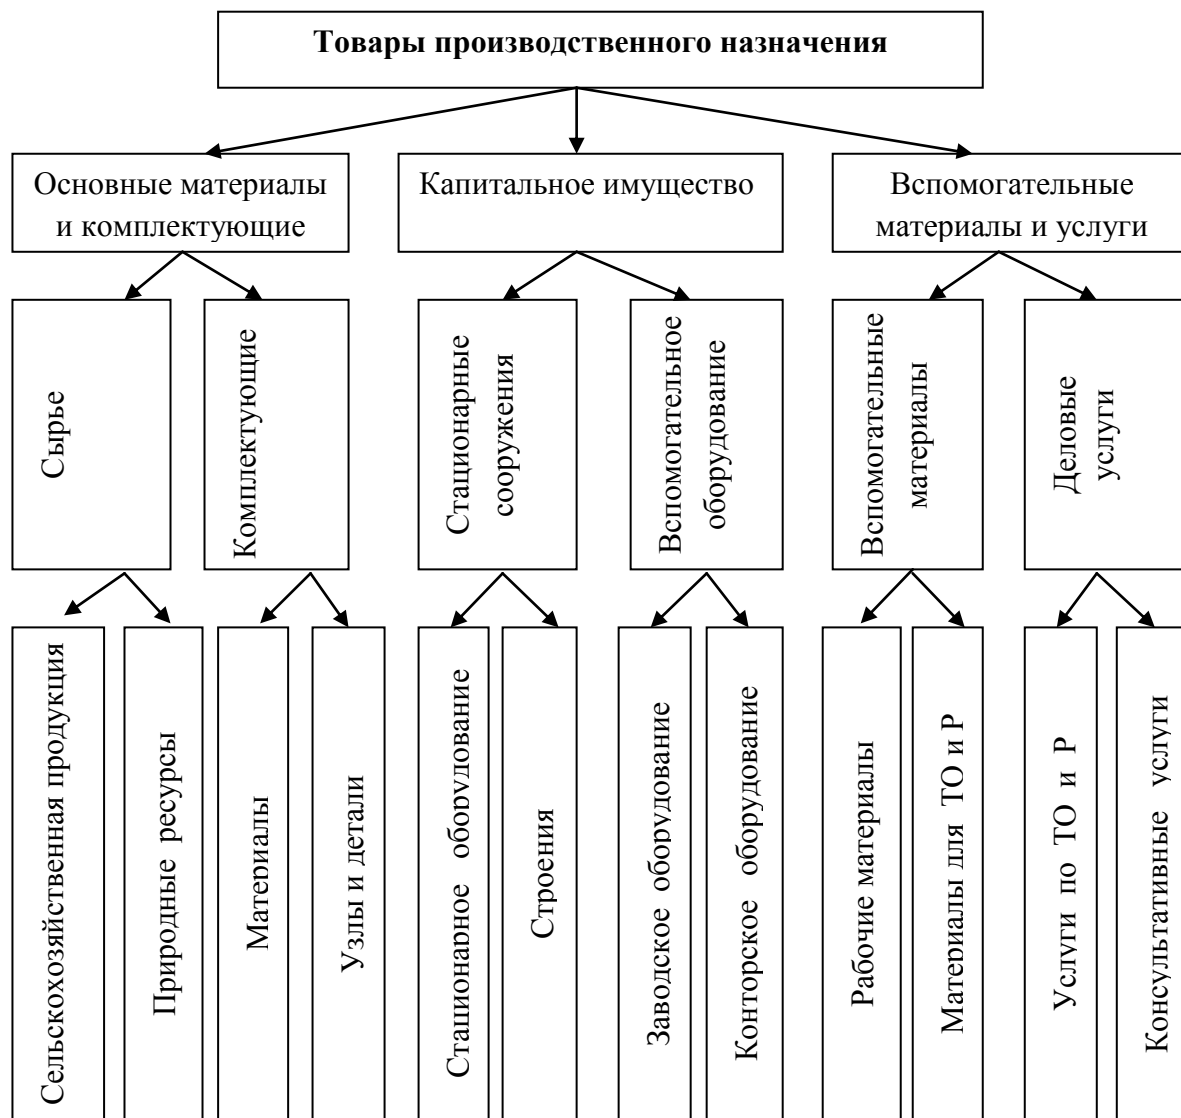 Товары производственного назначения
Основные материалы
и комплектующие
Капитальное имущество
Вспомогательные
материалы и услуги
Сырье
Комплектующие
Стационарные
сооружения
Вспомогательное
оборудование
Вспомогательные
материалы
Деловые
услуги
Сельскохозяйственная продукция
Природные ресурсы
Материалы
Узлы и детали
Стационарное оборудование
Строения
Заводское оборудование
Конторское оборудование
Рабочие материалы
Материалы для ТО и Р
Услуги по ТО и Р
Консультативные услуги